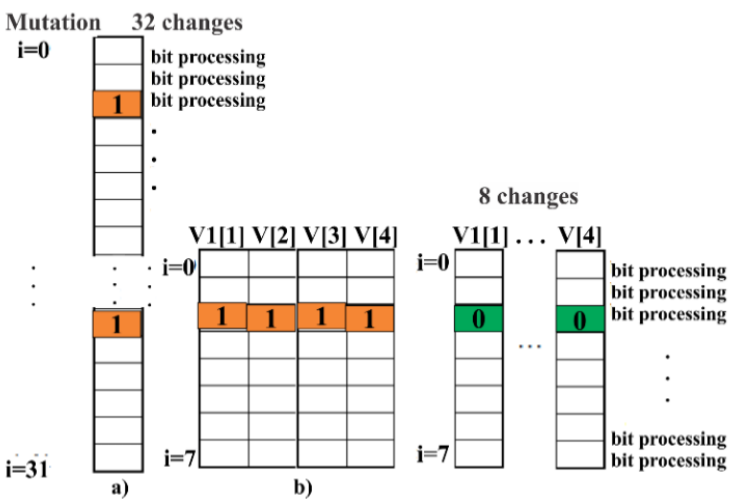 Mutation 32 changes
i=0
bit processing
bit processing
1 bit processing
.
.
.
8 changes
V1[1] V[2] V[3] V[4] V1[1] ... V[4]
i=0 i=0
bit processing
bit processing
1 1 1 1 1 0 0 bit processing
...
i=7 i=7
bit processing
i=31 bit processing
a) b)